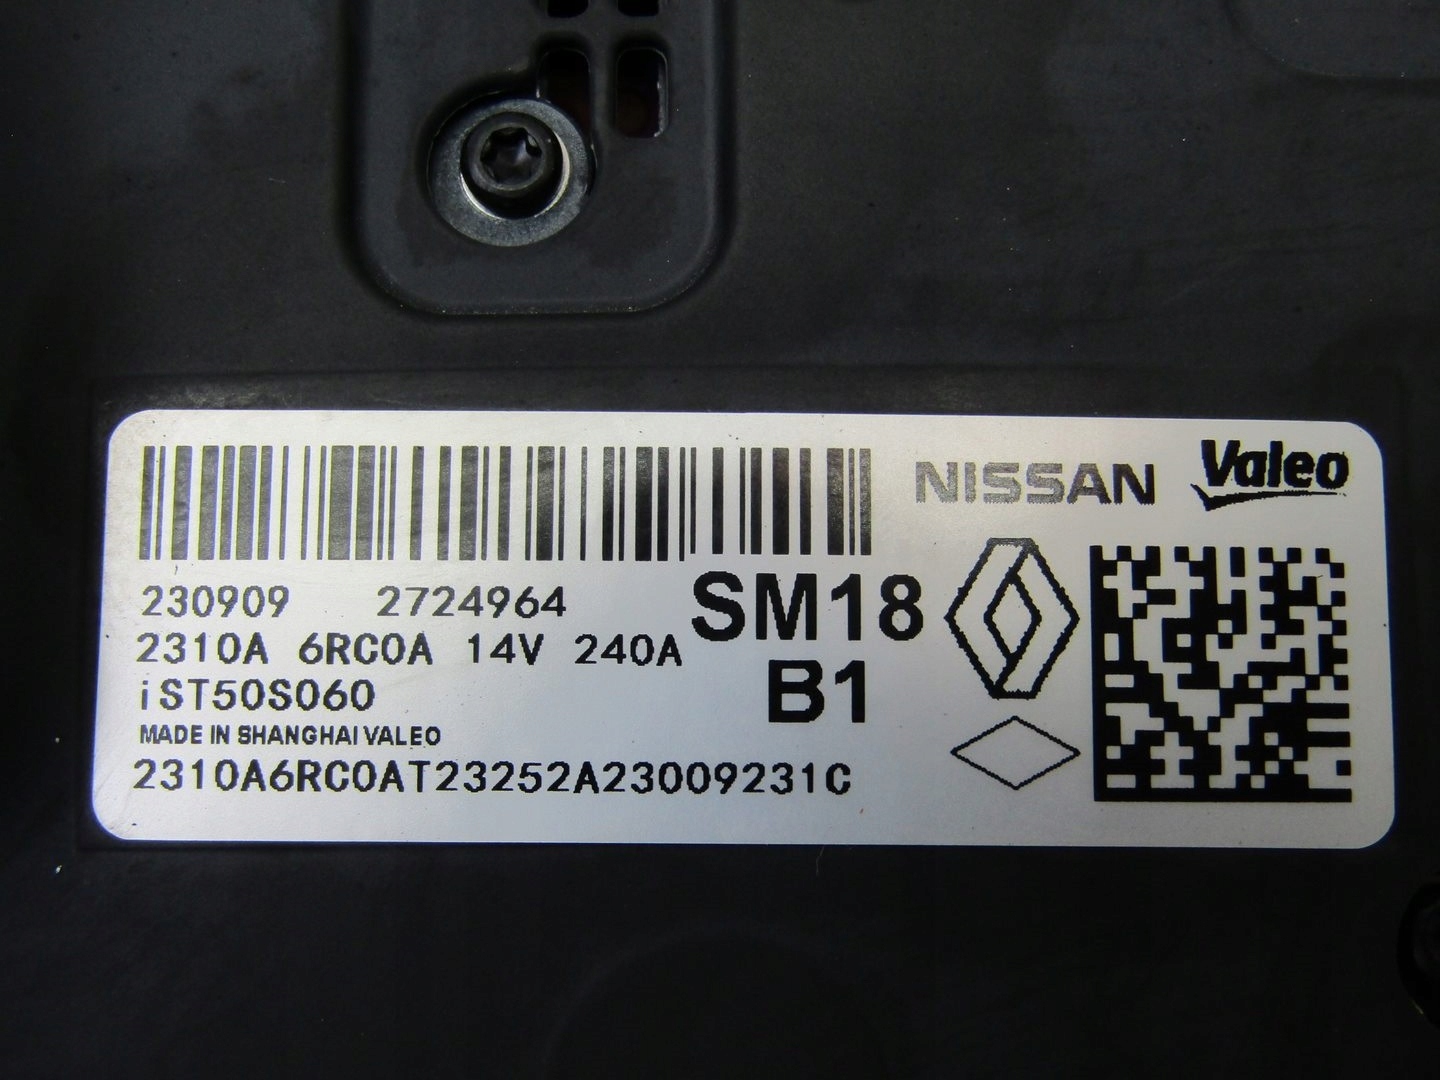 NISSAN Valeo
230909 2724964 SM18
2310A 6RC0A 14V 240A
iST50S060 B1
MADE IN SHANGHAI VALEO
2310A6RC0AT23252A23009231C